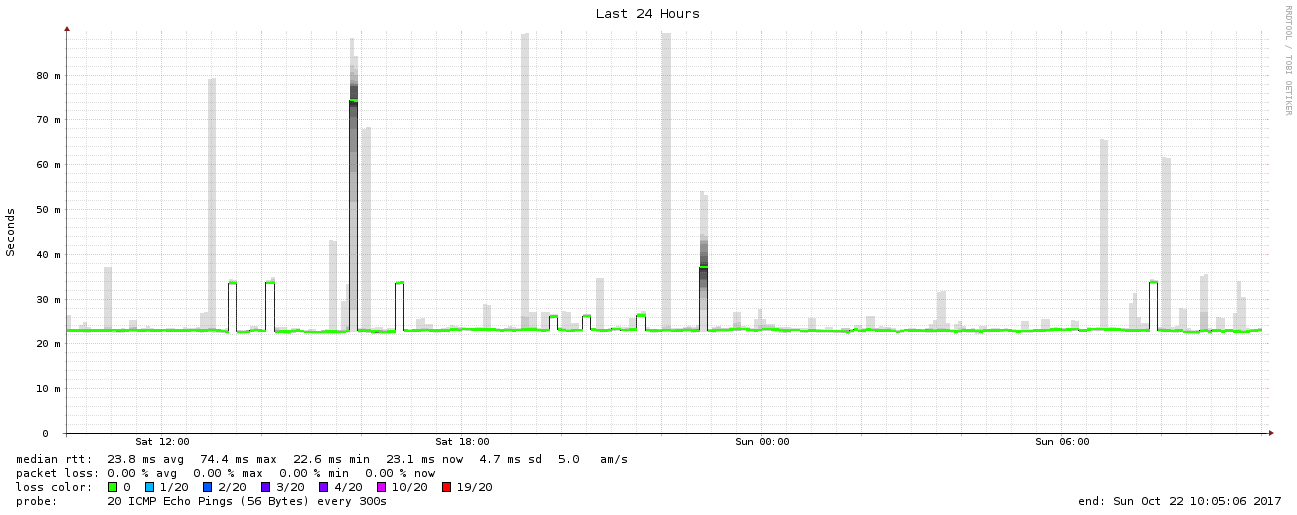 Last 24 Hours
RRDTOOL / TOBI OETIKER
Seconds
80 m
70 m
60 m
50 m
40 m
30 m
20 m
10 m
0
Sat 12:00 Sat 18:00 Sun 00:00 Sun 06:00
median rtt: 23.8 ms avg 74.4 ms max 22.6 ms min 23.1 ms now 4.7 ms sd 5.0 am/s
packet loss: 0.00 % avg 0.00 % max 0.00 % min 0.00 % now
loss color: 0 1/20 2/20 3/20 4/20 10/20 19/20
probe: 20 ICMP Echo Pings (56 Bytes) every 300s end: Sun Oct 22 10:05:06 2017